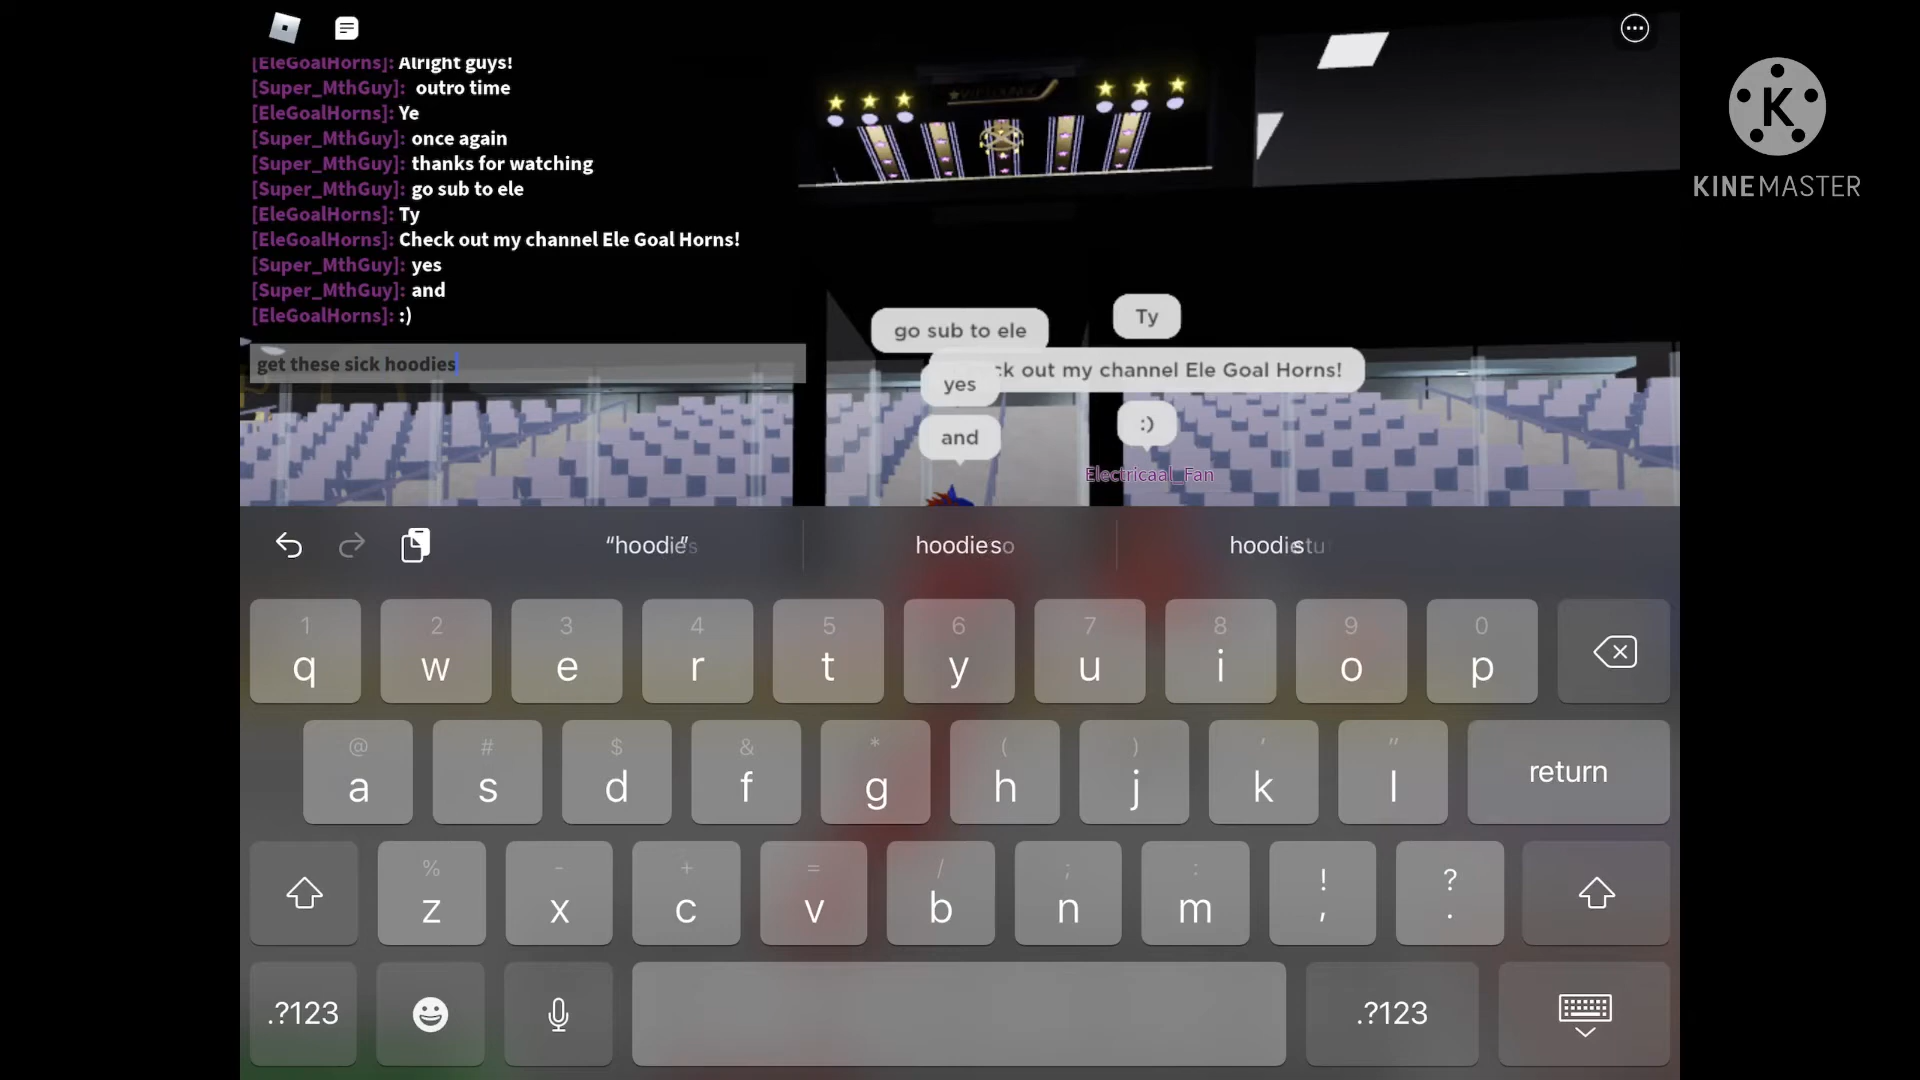 [EleGoalHorns]: Alright guys!
[Super_MthGuy]: outro time
[EleGoalHorns]: Ye
[Super_MthGuy]: once again
[Super_MthGuy]: thanks for watching
[Super_MthGuy]: go sub to ele
[EleGoalHorns]: Ty
[EleGoalHorns]: Check out my channel Ele Goal Horns!
[Super_MthGuy]: yes
[Super_MthGuy]: and
[EleGoalHorns]: :)
get these sick hoodies
K
KINEMASTER
go sub to ele
Ty
ck out my channel Ele Goal Horns!
yes
and
:)
Electricaal_Fan
1 2 3 4 5 6 7 8 9 0
q w e r t y u i o p
@ # $ & * ( ) ' "
a s d f g h j k l return
% - + = / ; : ! ?
z x c v b n m , .
.?123 .?123